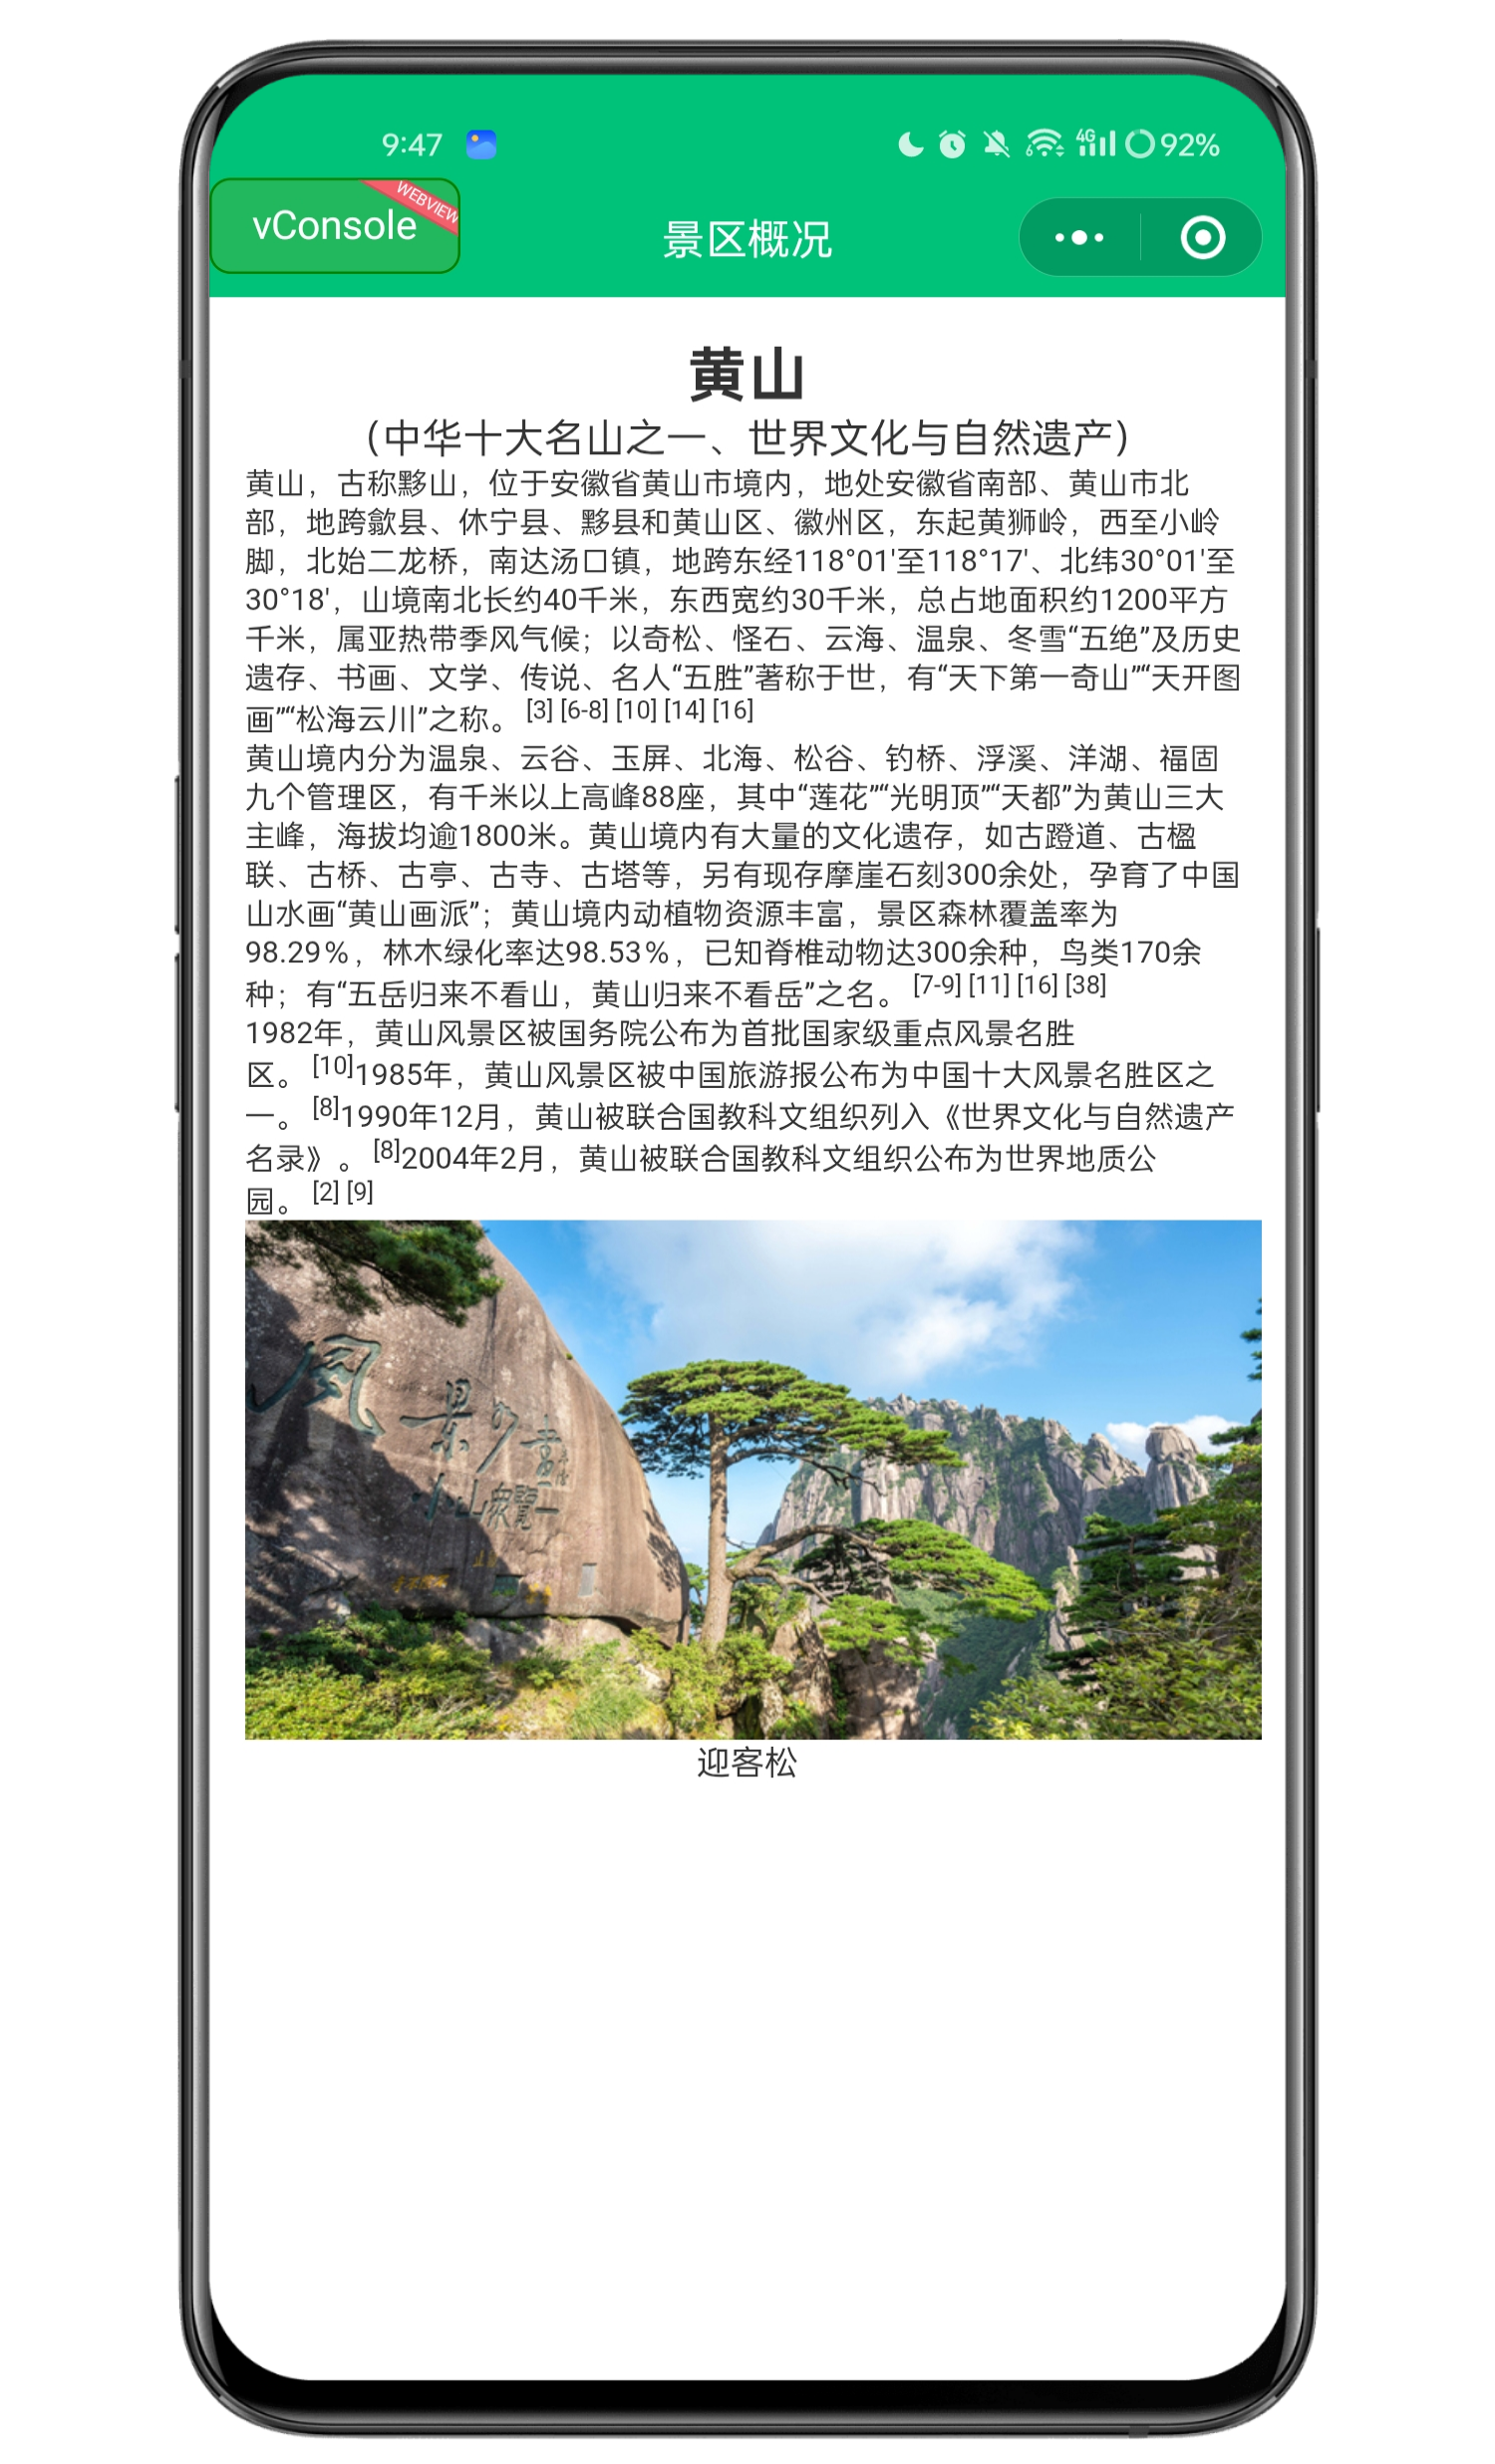 9:47
4G
92%
vConsole
WEBVIEW
景区概况
黄山
（中华十大名山之一、世界文化与自然遗产）
黄山，古称黟山，位于安徽省黄山市境内，地处安徽省南部、黄山市北
部，地跨歙县、休宁县、黟县和黄山区、徽州区，东起黄狮岭，西至小岭
脚，北始二龙桥，南达汤口镇，地跨东经118°01'至118°17'、北纬30°01'至
30°18'，山境南北长约40千米，东西宽约30千米，总占地面积约1200平方
千米，属亚热带季风气候；以奇松、怪石、云海、温泉、冬雪“五绝”及历史
遗存、书画、文学、传说、名人“五胜”著称于世，有“天下第一奇山”“天开图
画”“松海云川”之称。 [3] [6-8] [10] [14] [16]
黄山境内分为温泉、云谷、玉屏、北海、松谷、钓桥、浮溪、洋湖、福固
九个管理区，有千米以上高峰88座，其中“莲花”“光明顶”“天都”为黄山三大
主峰，海拔均逾1800米。黄山境内有大量的文化遗存，如古蹬道、古楹
联、古桥、古亭、古寺、古塔等，另有现存摩崖石刻300余处，孕育了中国
山水画“黄山画派”；黄山境内动植物资源丰富，景区森林覆盖率为
98.29%，林木绿化率达98.53%，已知脊椎动物达300余种，鸟类170余
种；有“五岳归来不看山，黄山归来不看岳”之名。 [7-9] [11] [16] [38]
1982年，黄山风景区被国务院公布为首批国家级重点风景名胜
区。 [10]1985年，黄山风景区被中国旅游报公布为中国十大风景名胜区之
一。 [8]1990年12月，黄山被联合国教科文组织列入《世界文化与自然遗产
名录》。 [8]2004年2月，黄山被联合国教科文组织公布为世界地质公
园。 [2] [9]
风景
迎客松